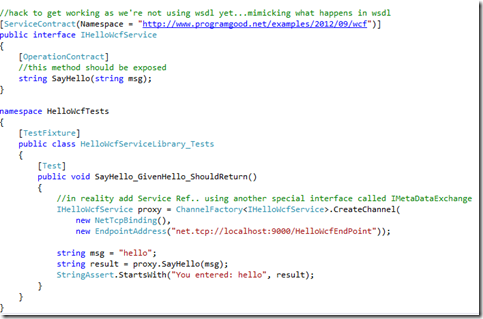 //hack to get working as we're not using wsdl yet...mimicking what happens in wsdl
[ServiceContract(Namespace = "http://www.programgood.net/examples/2012/09/wcf")]
public interface IHelloWcfService
{
[OperationContract]
//this method should be exposed
string SayHello(string msg);
}
namespace HelloWcfTests
{
[TestFixture]
public class HelloWcfServiceLibrary_Tests
{
[Test]
public void SayHello_GivenHello_ShouldReturn()
{
//in reality add Service Ref.. using another special interface called IMetaDataExchange
IHelloWcfService proxy = ChannelFactory<IHelloWcfService>.CreateChannel(
new NetTcpBinding(),
new EndpointAddress("net.tcp://localhost:9000/HelloWcfEndPoint"));
string msg = "hello";
string result = proxy.SayHello(msg);
StringAssert.StartsWith("You entered: hello", result);
}
}
}